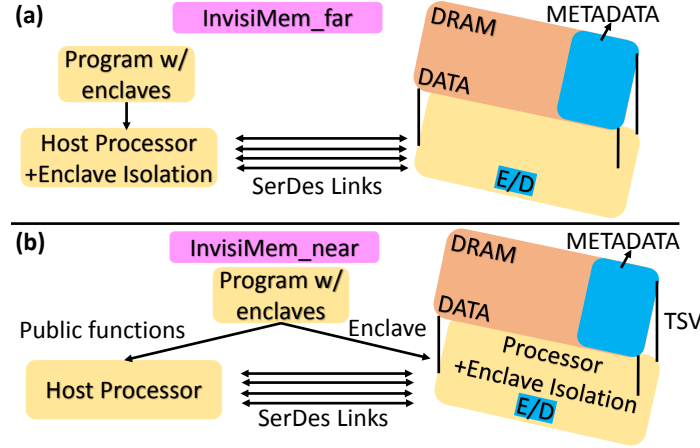 (a)
InvisiMem_far
METADATA
DRAM
Program w/
enclaves
DATA
Host Processor
+Enclave Isolation
SerDes Links
E/D
(b)
InvisiMem_near
METADATA
DRAM
Program w/
enclaves
DATA
TSV
Public functions
Enclave
Processor
+Enclave Isolation
Host Processor
E/D
SerDes Links